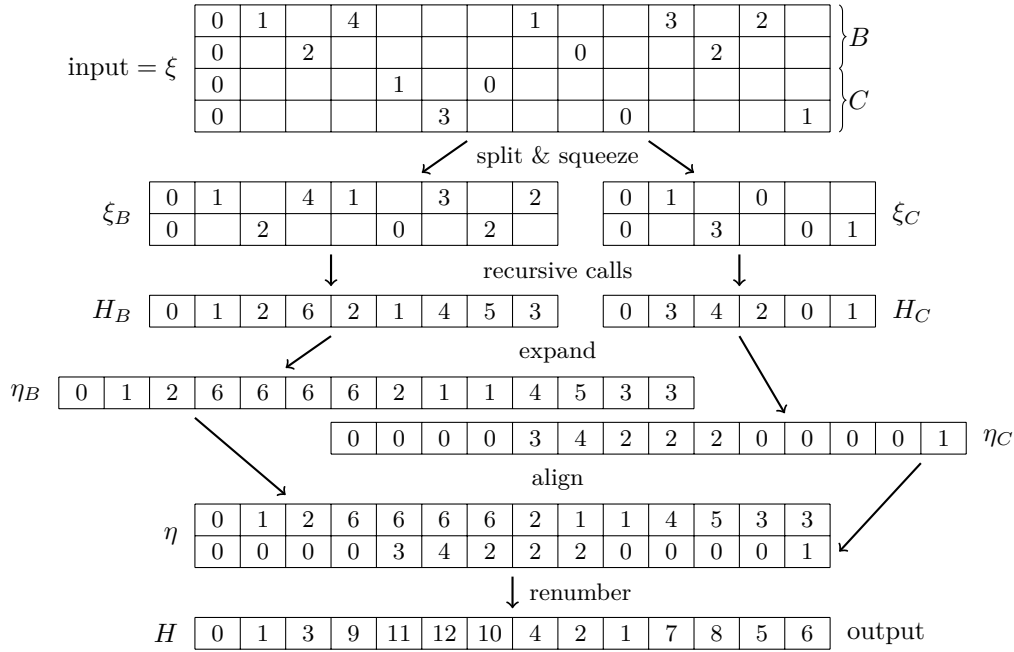 0 1 4 1 3 2
0 2 0 2
0 1 0
0 3 0 1
input = ξ
B
C
split & squeeze
ξ_B
0 1 4 1 3 2
0 2 0 2
0 1 0
0 3 0 1
ξ_C
recursive calls
H_B 0 1 2 6 2 1 4 5 3
0 3 4 2 0 1 H_C
expand
η_B 0 1 2 6 6 6 6 2 1 1 4 5 3 3
0 0 0 0 3 4 2 2 2 0 0 0 0 1 η_C
align
η
0 1 2 6 6 6 6 2 1 1 4 5 3 3
0 0 0 0 3 4 2 2 2 0 0 0 0 1
renumber
H 0 1 3 9 11 12 10 4 2 1 7 8 5 6 output